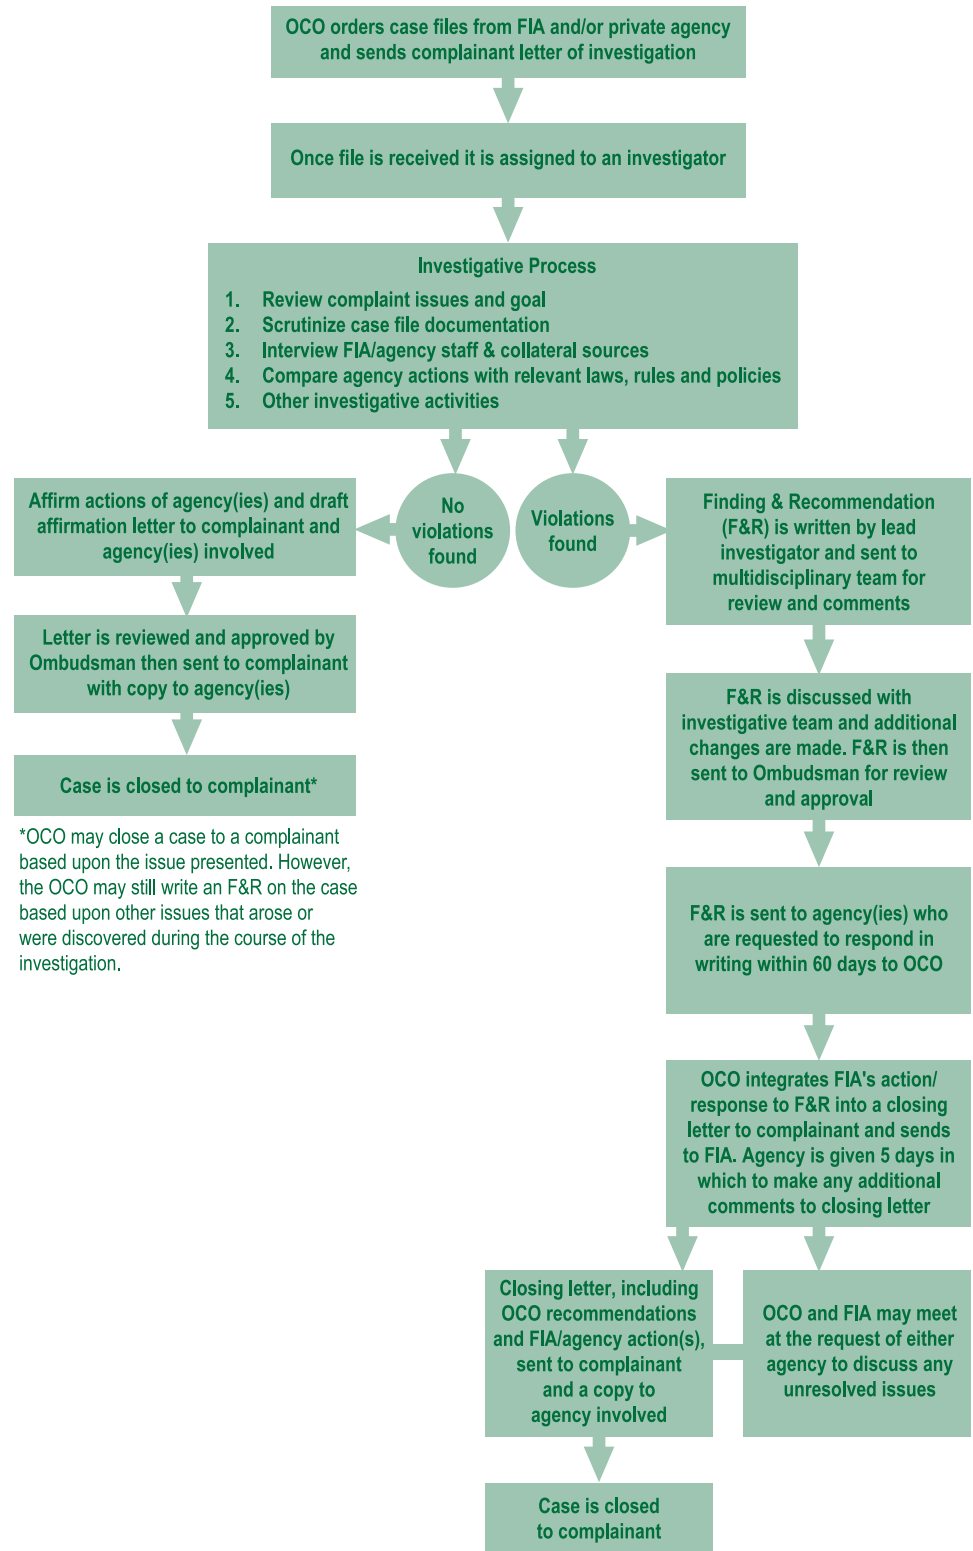 OCO orders case files from FIA and/or private agency
and sends complainant letter of investigation
Once file is received it is assigned to an investigator
Investigative Process
1. Review complaint issues and goal
2. Scrutinize case file documentation
3. Interview FIA/agency staff & collateral sources
4. Compare agency actions with relevant laws, rules and policies
5. Other investigative activities
No
violations
found
Violations
found
Affirm actions of agency(ies) and draft
affirmation letter to complainant and
agency(ies) involved
Letter is reviewed and approved by
Ombudsman then sent to complainant
with copy to agency(ies)
Case is closed to complainant*
*OCO may close a case to a complainant
based upon the issue presented. However,
the OCO may still write an F&R on the case
based upon other issues that arose or
were discovered during the course of the
investigation.
Finding & Recommendation
(F&R) is written by lead
investigator and sent to
multidisciplinary team for
review and comments
F&R is discussed with
investigative team and additional
changes are made. F&R is then
sent to Ombudsman for review
and approval
F&R is sent to agency(ies) who
are requested to respond in
writing within 60 days to OCO
OCO integrates FIA's action/
response to F&R into a closing
letter to complainant and sends
to FIA. Agency is given 5 days in
which to make any additional
comments to closing letter
Closing letter, including
OCO recommendations
and FIA/agency action(s),
sent to complainant
and a copy to
agency involved
OCO and FIA may meet
at the request of either
agency to discuss any
unresolved issues
Case is closed
to complainant